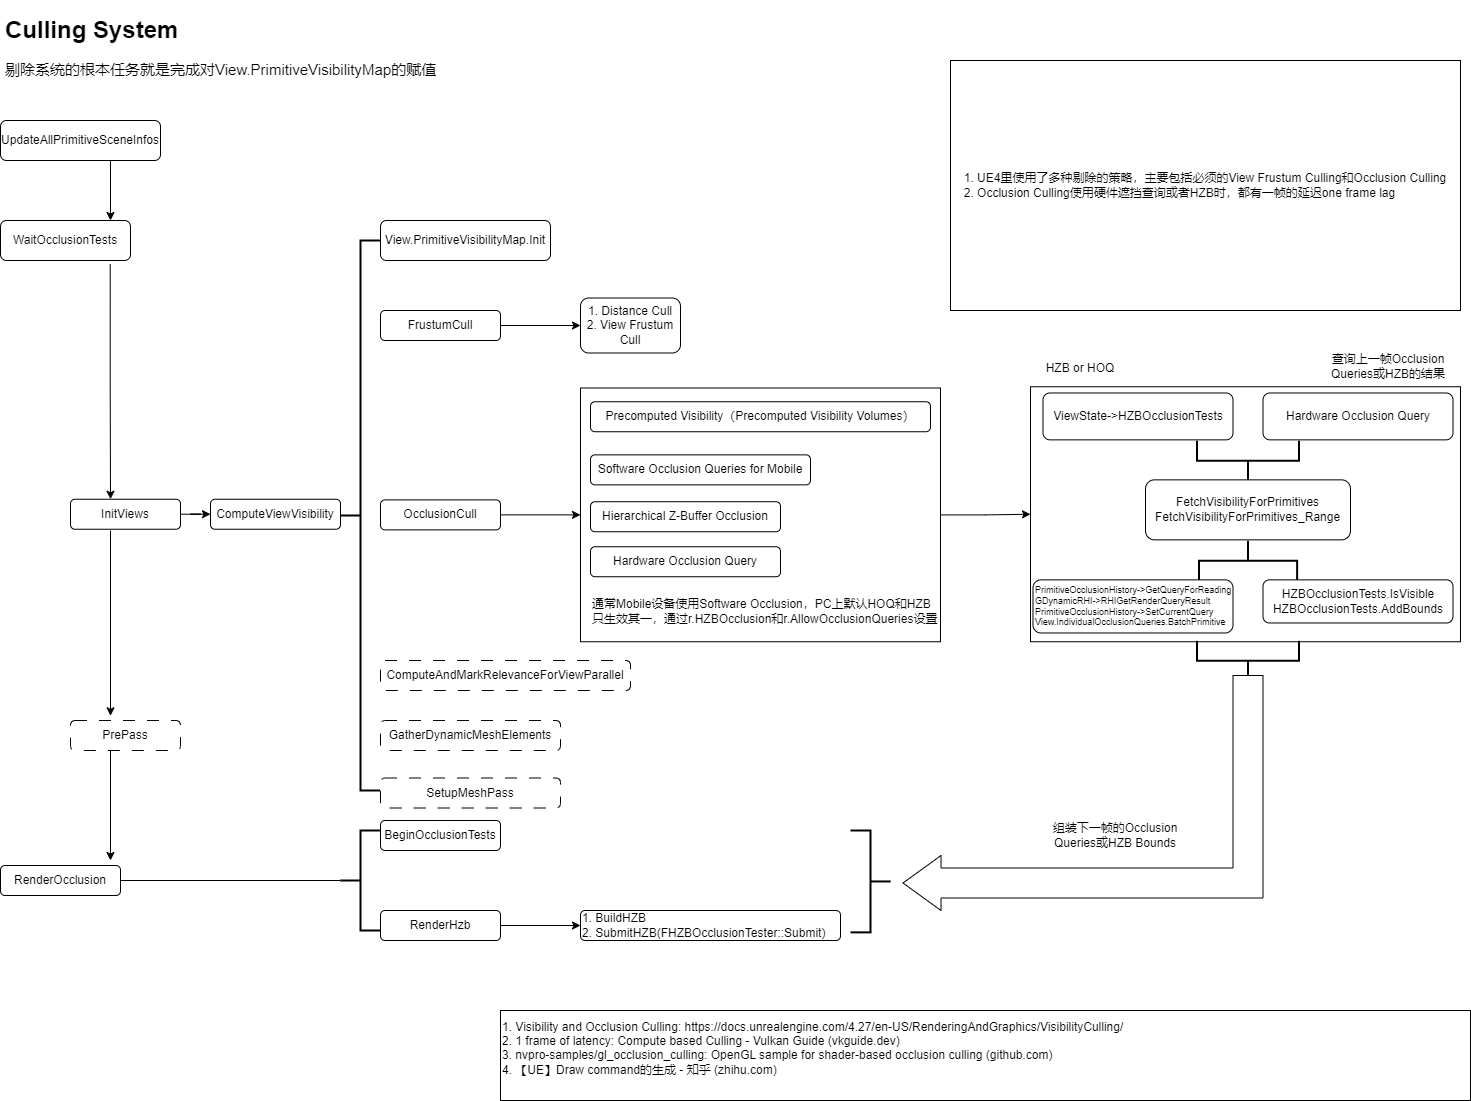 Culling System
剔除系统的根本任务就是完成对View.PrimitiveVisibilityMap的赋值
UpdateAllPrimitiveSceneInfos
1. UE4里使用了多种剔除的策略，主要包括必须的View Frustum Culling和Occlusion Culling
2. Occlusion Culling使用硬件遮挡查询或者HZB时，都有一帧的延迟one frame lag
WaitOcclusionTests
View.PrimitiveVisibilityMap.Init
FrustumCull
1. Distance Cull
2. View Frustum
Cull
HZB or HOQ
查询上一帧Occlusion
Queries或HZB的结果
Precomputed Visibility（Precomputed Visibility Volumes）
Software Occlusion Queries for Mobile
Hierarchical Z-Buffer Occlusion
Hardware Occlusion Query
通常Mobile设备使用Software Occlusion，PC上默认HOQ和HZB
只生效其一，通过r.HZBOcclusion和r.AllowOcclusionQueries设置
ViewState->HZBOcclusionTests
Hardware Occlusion Query
FetchVisibilityForPrimitives
FetchVisibilityForPrimitives_Range
PrimitiveOcclusionHistory->GetQueryForReading
GDynamicRHI->RHIGetRenderQueryResult
PrimitiveOcclusionHistory->SetCurrentQuery
View.IndividualOcclusionQueries.BatchPrimitive
HZBOcclusionTests.IsVisible
HZBOcclusionTests.AddBounds
InitViews
ComputeViewVisibility
OcclusionCull
ComputeAndMarkRelevanceForViewParallel
PrePass
GatherDynamicMeshElements
SetupMeshPass
BeginOcclusionTests
组装下一帧的Occlusion
Queries或HZB Bounds
RenderOcclusion
RenderHzb
1. BuildHZB
2. SubmitHZB(FHZBOcclusionTester::Submit)
1. Visibility and Occlusion Culling: https://docs.unrealengine.com/4.27/en-US/RenderingAndGraphics/VisibilityCulling/
2. 1 frame of latency: Compute based Culling - Vulkan Guide (vkguide.dev)
3. nvpro-samples/gl_occlusion_culling: OpenGL sample for shader-based occlusion culling (github.com)
4. 【UE】Draw command的生成 - 知乎 (zhihu.com)